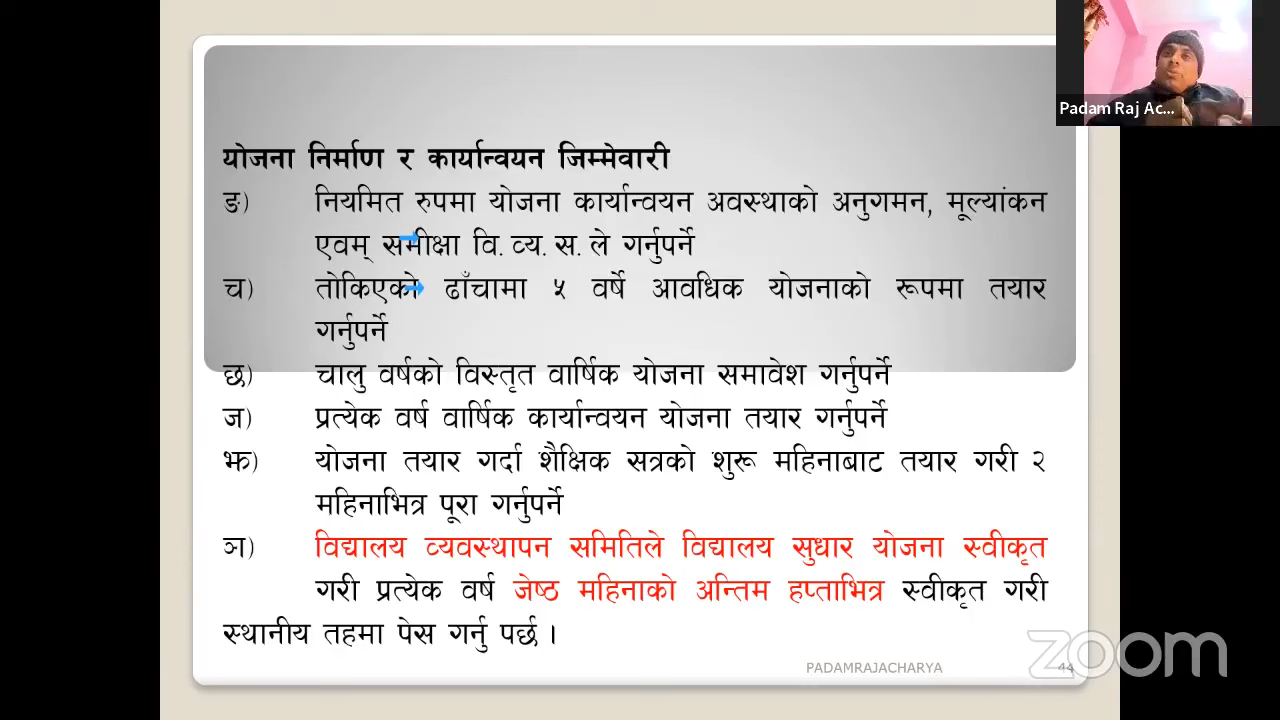 Padam Raj Ac...
योजना निर्माण र कार्यान्वयन जिम्मेवारी
ङ) नियमित रुपमा योजना कार्यान्वयन अवस्थाको अनुगमन, मूल्यांकन
एवम् समीक्षा वि. व्य. स. ले गर्नुपर्ने
च) तोकिएको ढाँचामा ५ वर्षे आवधिक योजनाको रूपमा तयार
गर्नुपर्ने
छ) चालु वर्षको विस्तृत वार्षिक योजना समावेश गर्नुपर्ने
ज) प्रत्येक वर्ष वार्षिक कार्यान्वयन योजना तयार गर्नुपर्ने
झ) योजना तयार गर्दा शैक्षिक सत्रको शुरू महिनाबाट तयार गरी २
महिनाभित्र पूरा गर्नुपर्ने
ञ) विद्यालय व्यवस्थापन समितिले विद्यालय सुधार योजना स्वीकृत
गरी प्रत्येक वर्ष जेष्ठ महिनाको अन्तिम हप्ताभित्र स्वीकृत गरी
स्थानीय तहमा पेस गर्नु पर्छ ।
PADAMRAJACHARYA 44
zoom